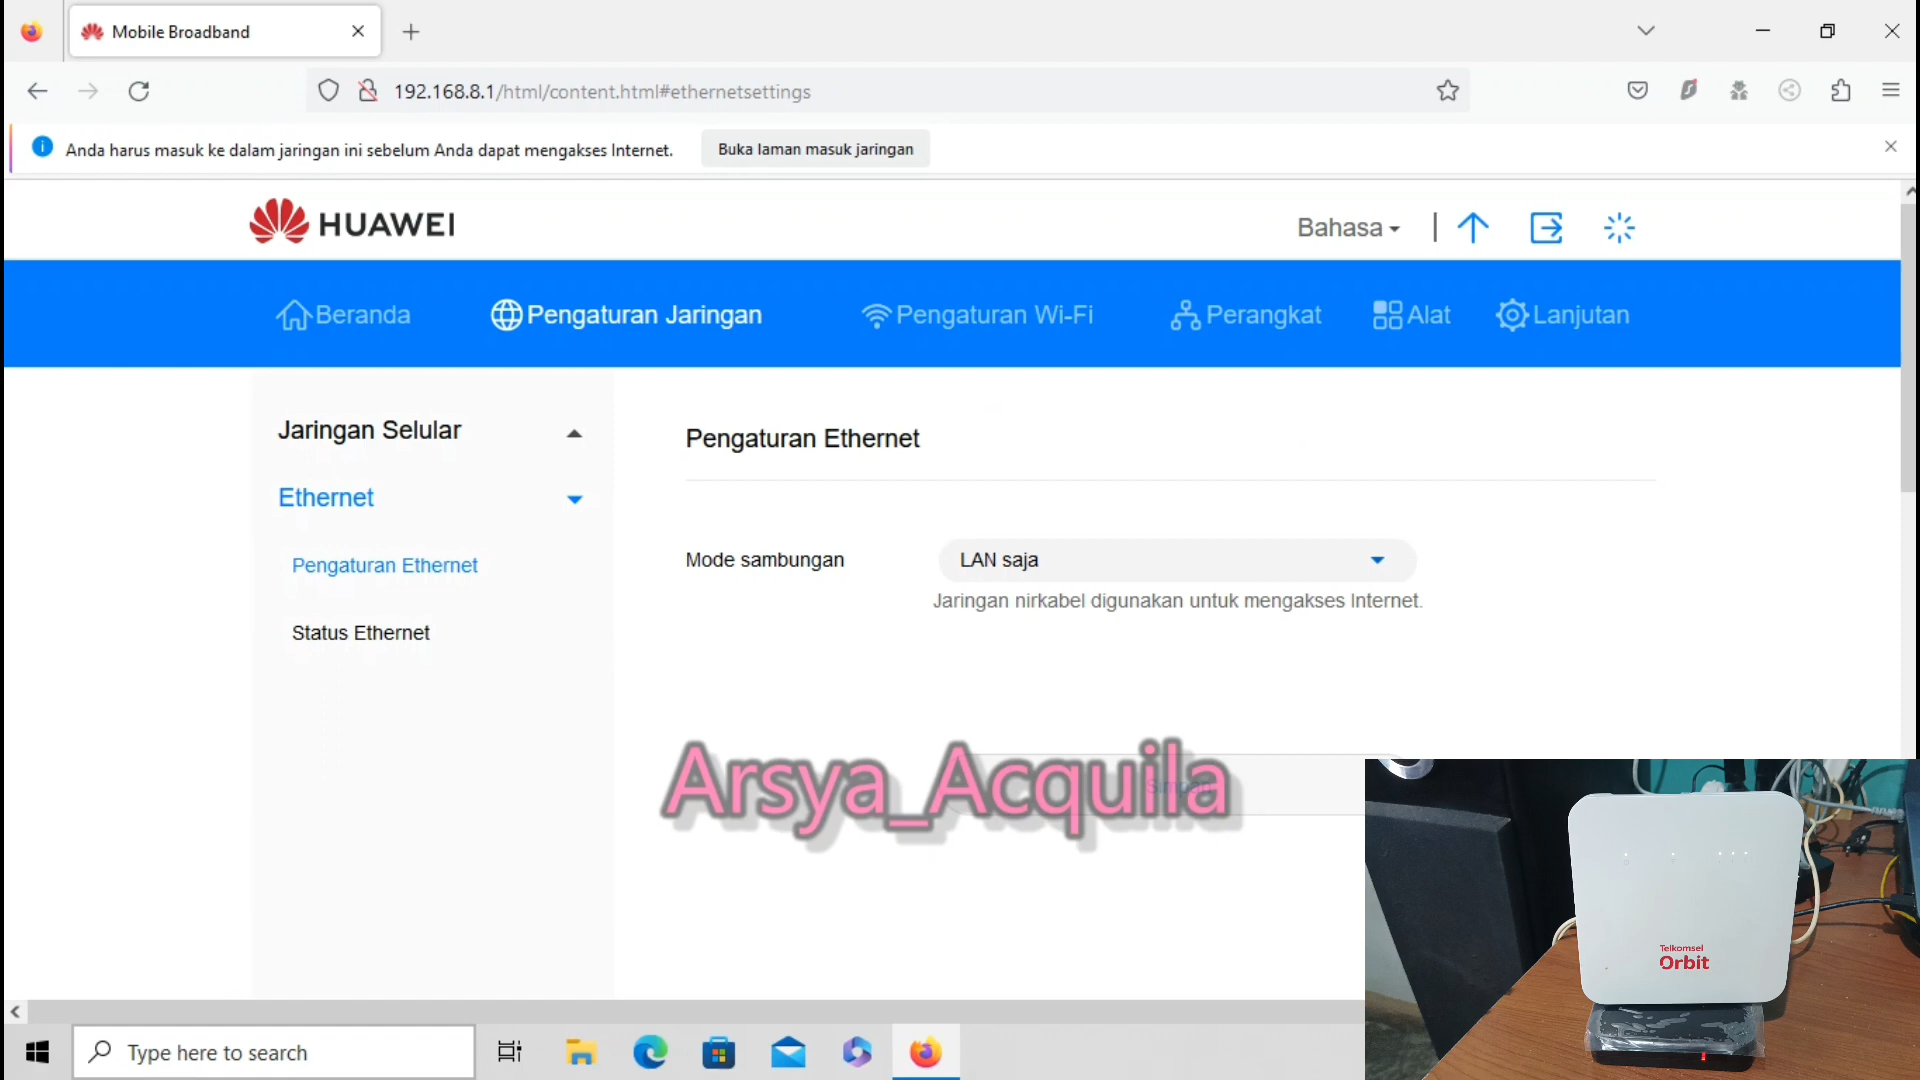 Mobile Broadband
192.168.8.1/html/content.html#ethernetsettings
Anda harus masuk ke dalam jaringan ini sebelum Anda dapat mengakses Internet.
Buka laman masuk jaringan
HUAWEI
Bahasa
Beranda
Pengaturan Jaringan
Pengaturan Wi-Fi
Perangkat
Alat
Lanjutan
Jaringan Selular
Ethernet
Pengaturan Ethernet
Status Ethernet
Pengaturan Ethernet
Mode sambungan
LAN saja
Jaringan nirkabel digunakan untuk mengakses Internet.
Arsya_Acquila
Telkomsel
Orbit
Type here to search